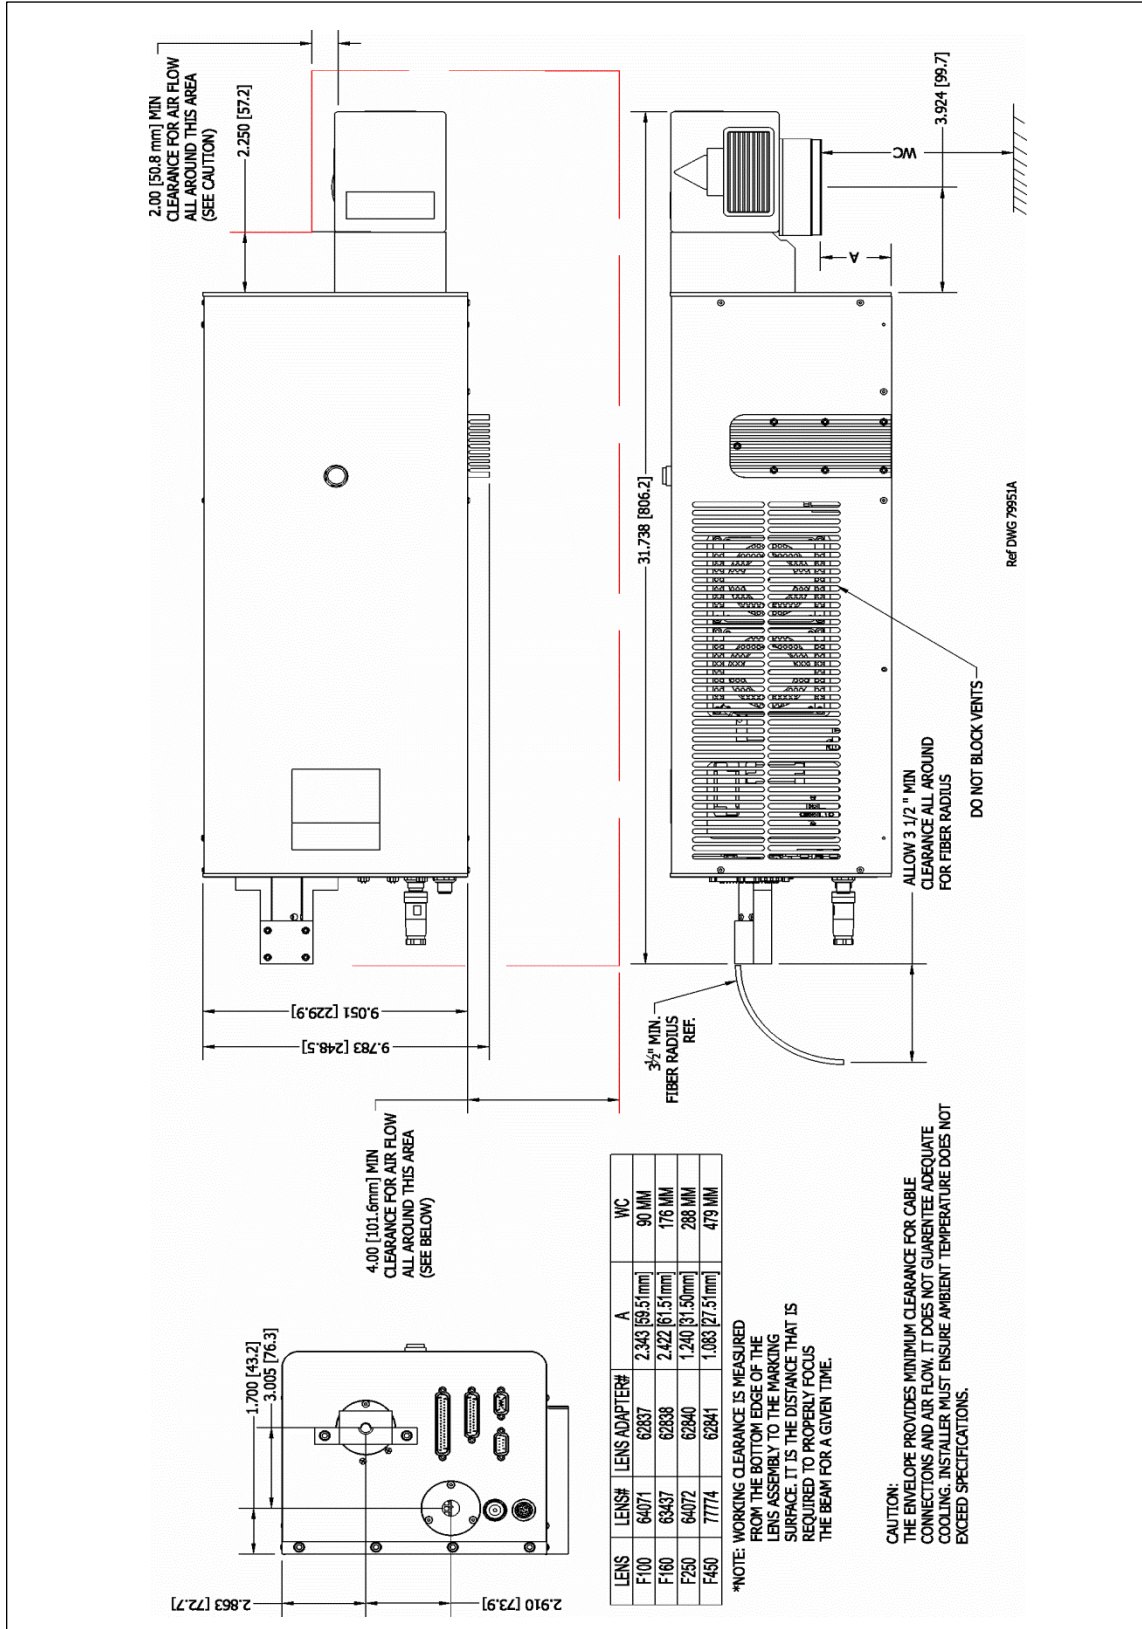 2.00 [50.8 mm] MIN
CLEARANCE FOR AIR FLOW
ALL AROUND THIS AREA
(SEE CAUTION)
2.250 [57.2]
9.051 [229.9]
9.783 [248.5]
4.00 [101.6mm] MIN
CLEARANCE FOR AIR FLOW
ALL AROUND THIS AREA
(SEE BELOW)
3.924 [99.7]
WC
A
31.738 [806.2]
DO NOT BLOCK VENTS
ALLOW 3 1/2 " MIN
CLEARANCE ALL AROUND
FOR FIBER RADIUS
3½" MIN.
FIBER RADIUS
REF.
Ref DWG 79951A
1.700 [43.2]
3.005 [76.3]
2.863 [72.7]
2.910 [73.9]
LENS LENS# LENS ADAPTER# A WC
F100 64071 62837 2.343 [59.51mm] 90 MM
F160 63437 62838 2.422 [61.51mm] 176 MM
F250 64072 62840 1.240 [31.50mm] 288 MM
F450 77774 62841 1.083 [27.51mm] 479 MM
*NOTE: WORKING CLEARANCE IS MEASURED
FROM THE BOTTOM EDGE OF THE
LENS ASSEMBLY TO THE MARKING
SURFACE. IT IS THE DISTANCE THAT IS
REQUIRED TO PROPERLY FOCUS
THE BEAM FOR A GIVEN TIME.
CAUTION:
THE ENVELOPE PROVIDES MINIMUM CLEARANCE FOR CABLE
CONNECTIONS AND AIR FLOW. IT DOES NOT GUARENTEE ADEQUATE
COOLING. INSTALLER MUST ENSURE AMBIENT TEMPERATURE DOES NOT
EXCEED SPECIFICATIONS.